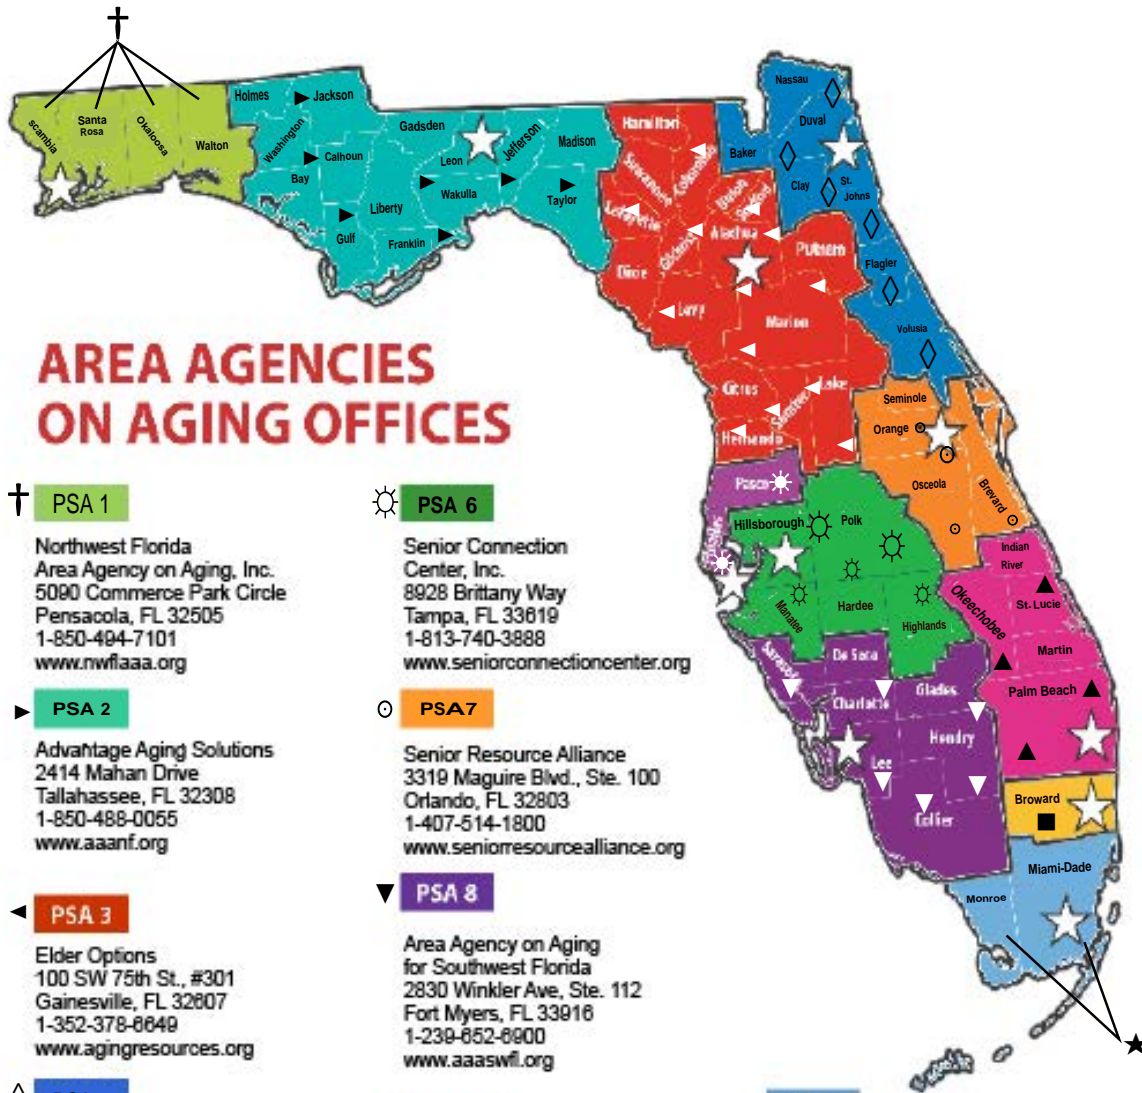 Nassau
Duval
Baker
Clay
St.
Johns
Flagler
Volusia
Holmes
Jackson
Washington
Calhoun
Bay
Gadsden
Leon
Jefferson
Madison
Liberty
Wakulla
Taylor
Gulf
Franklin
scambia
Santa
Rosa
Okaloosa
Walton
Hamilton
Suwannee
Columbia
Lafayette
Union
Alachua
Gilchrist
Putnam
Dixie
Levy
Marion
Citrus
Lake
Sumter
Hernando
Seminole
Orange
Osceola
Brevard
Pasco
Hillsborough
Polk
Manatee
Hardee
Highlands
Indian
River
Okeechobee
St. Lucie
Martin
Palm Beach
De Soto
Charlotte
Glades
Hendry
Lee
Collier
Broward
Miami-Dade
Monroe
AREA AGENCIES
ON AGING OFFICES
PSA 1
Northwest Florida
Area Agency on Aging, Inc.
5090 Commerce Park Circle
Pensacola, FL 32505
1-850-494-7101
www.nwflaaa.org
PSA 2
Advantage Aging Solutions
2414 Mahan Drive
Tallahassee, FL 32308
1-850-488-0055
www.aaanf.org
PSA 3
Elder Options
100 SW 75th St., #301
Gainesville, FL 32607
1-352-378-6649
www.agingresources.org
PSA 6
Senior Connection
Center, Inc.
8928 Brittany Way
Tampa, FL 33619
1-813-740-3888
www.seniorconnectioncenter.org
PSA7
Senior Resource Alliance
3319 Maguire Blvd., Ste. 100
Orlando, FL 32803
1-407-514-1800
www.seniorresourcealliance.org
PSA 8
Area Agency on Aging
for Southwest Florida
2830 Winkler Ave, Ste. 112
Fort Myers, FL 33916
1-239-652-6900
www.aaaswfl.org